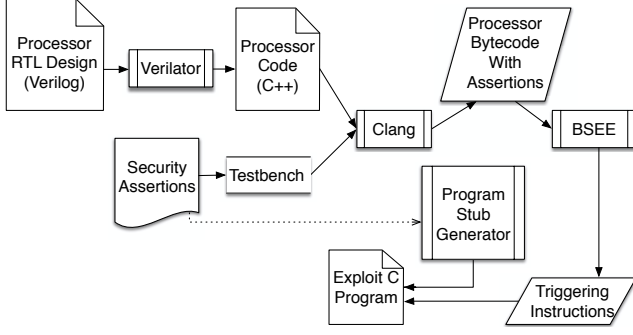 Processor
RTL Design
(Verilog)
Verilator
Processor
Code
(C++)
Clang
Processor
Bytecode
With
Assertions
BSEE
Security
Assertions
Testbench
Program
Stub
Generator
Exploit C
Program
Triggering
Instructions